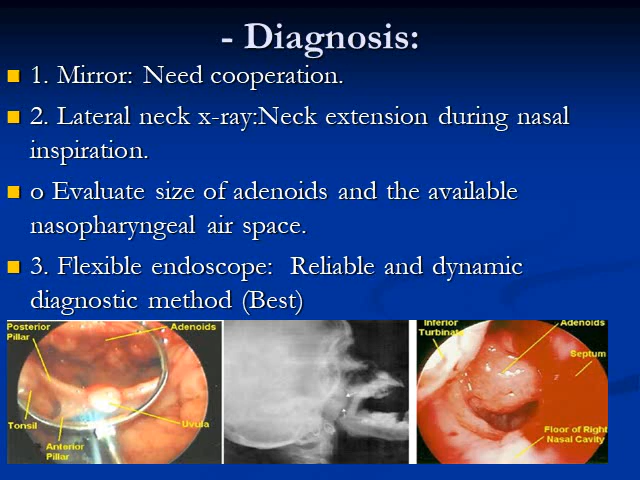 - Diagnosis:
1. Mirror: Need cooperation.
2. Lateral neck x-ray:Neck extension during nasal
inspiration.
o Evaluate size of adenoids and the available
nasopharyngeal air space.
3. Flexible endoscope: Reliable and dynamic
diagnostic method (Best)
Posterior
Pillar
Adenoids
Tonsil
Anterior
Pillar
Uvula
Inferior
Turbinate
Adenoids
Septum
Floor of Right
Nasal Cavity